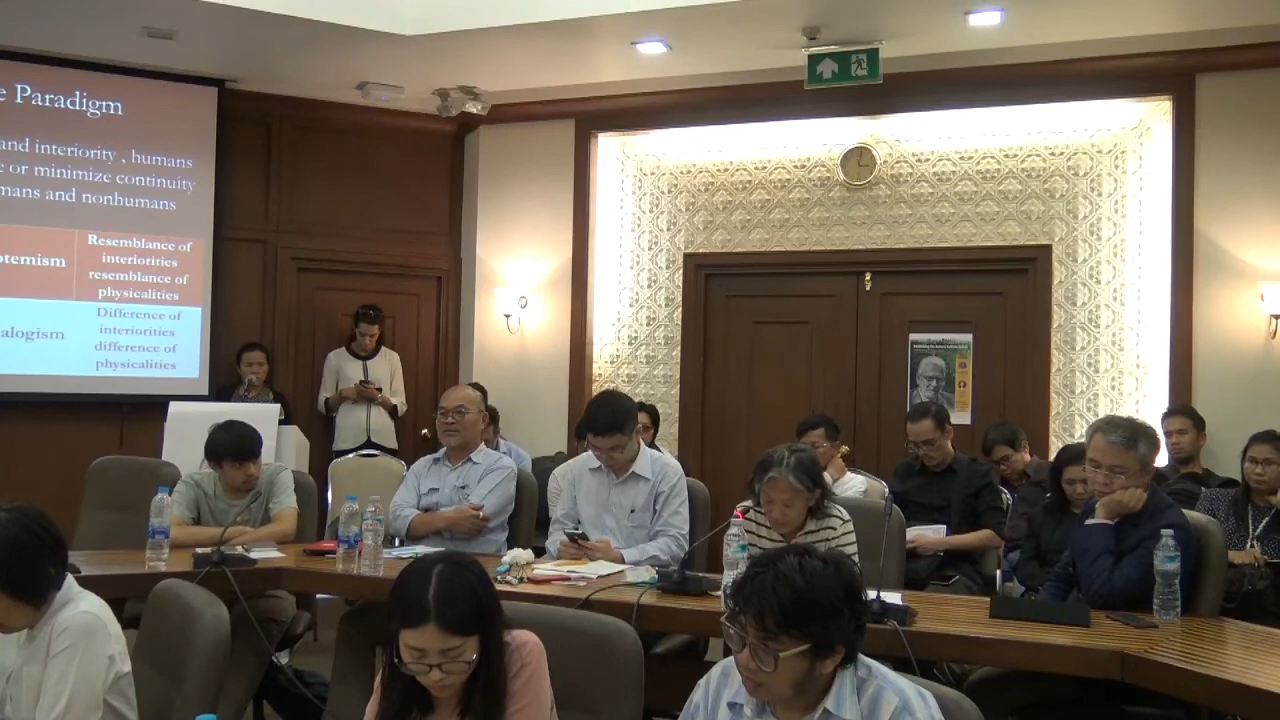 e Paradigm
and interiority , humans
e or minimize continuity
mans and nonhumans
otemism
Resemblance of
interiorities
resemblance of
physicalities
alogism
Difference of
interiorities
difference of
physicalities